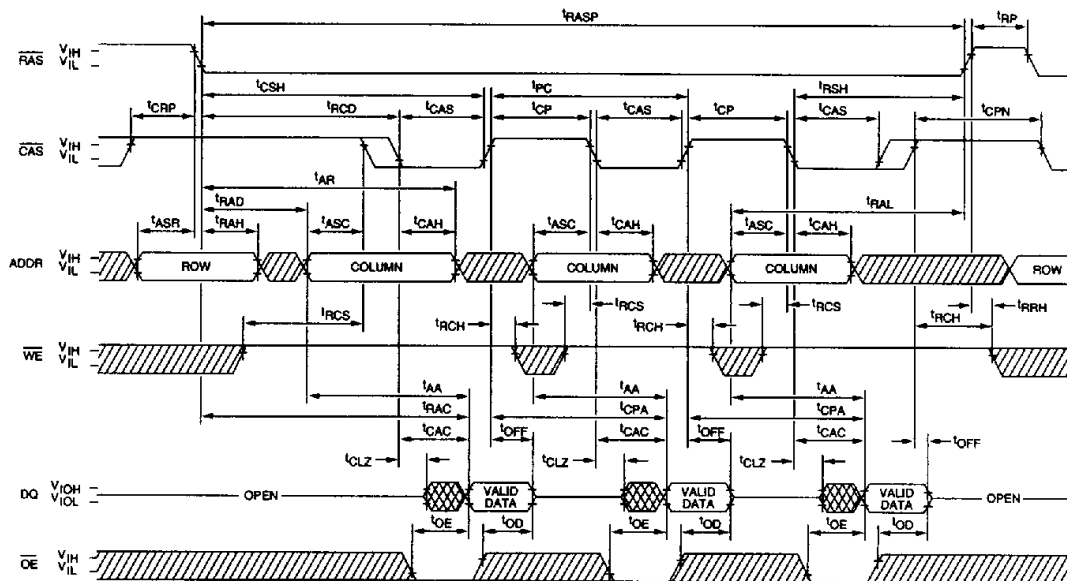 tRASP
tRP
RAS VIH
VIL
tCSH
tPC
tRSH
tCRP
tRCD
tCAS
tCP
tCAS
tCP
tCAS
tCPN
CAS VIH
VIL
tAR
tRAD
tRAL
tASR
tRAH
tASC
tCAH
tASC
tCAH
tASC
tCAH
ADDR VIH
VIL
ROW
COLUMN
COLUMN
COLUMN
ROW
tRCS
tRCH
tRCS
tRCH
tRCS
tRCH
tRRH
WE VIH
VIL
tAA
tAA
tAA
tRAC
tCPA
tCPA
tCAC
tOFF
tCAC
tOFF
tCAC
tOFF
tCLZ
tCLZ
tCLZ
DQ VIOH
VIOL
OPEN
VALID
DATA
VALID
DATA
VALID
DATA
OPEN
tOE
tOD
tOE
tOD
tOE
tOD
OE VIH
VIL